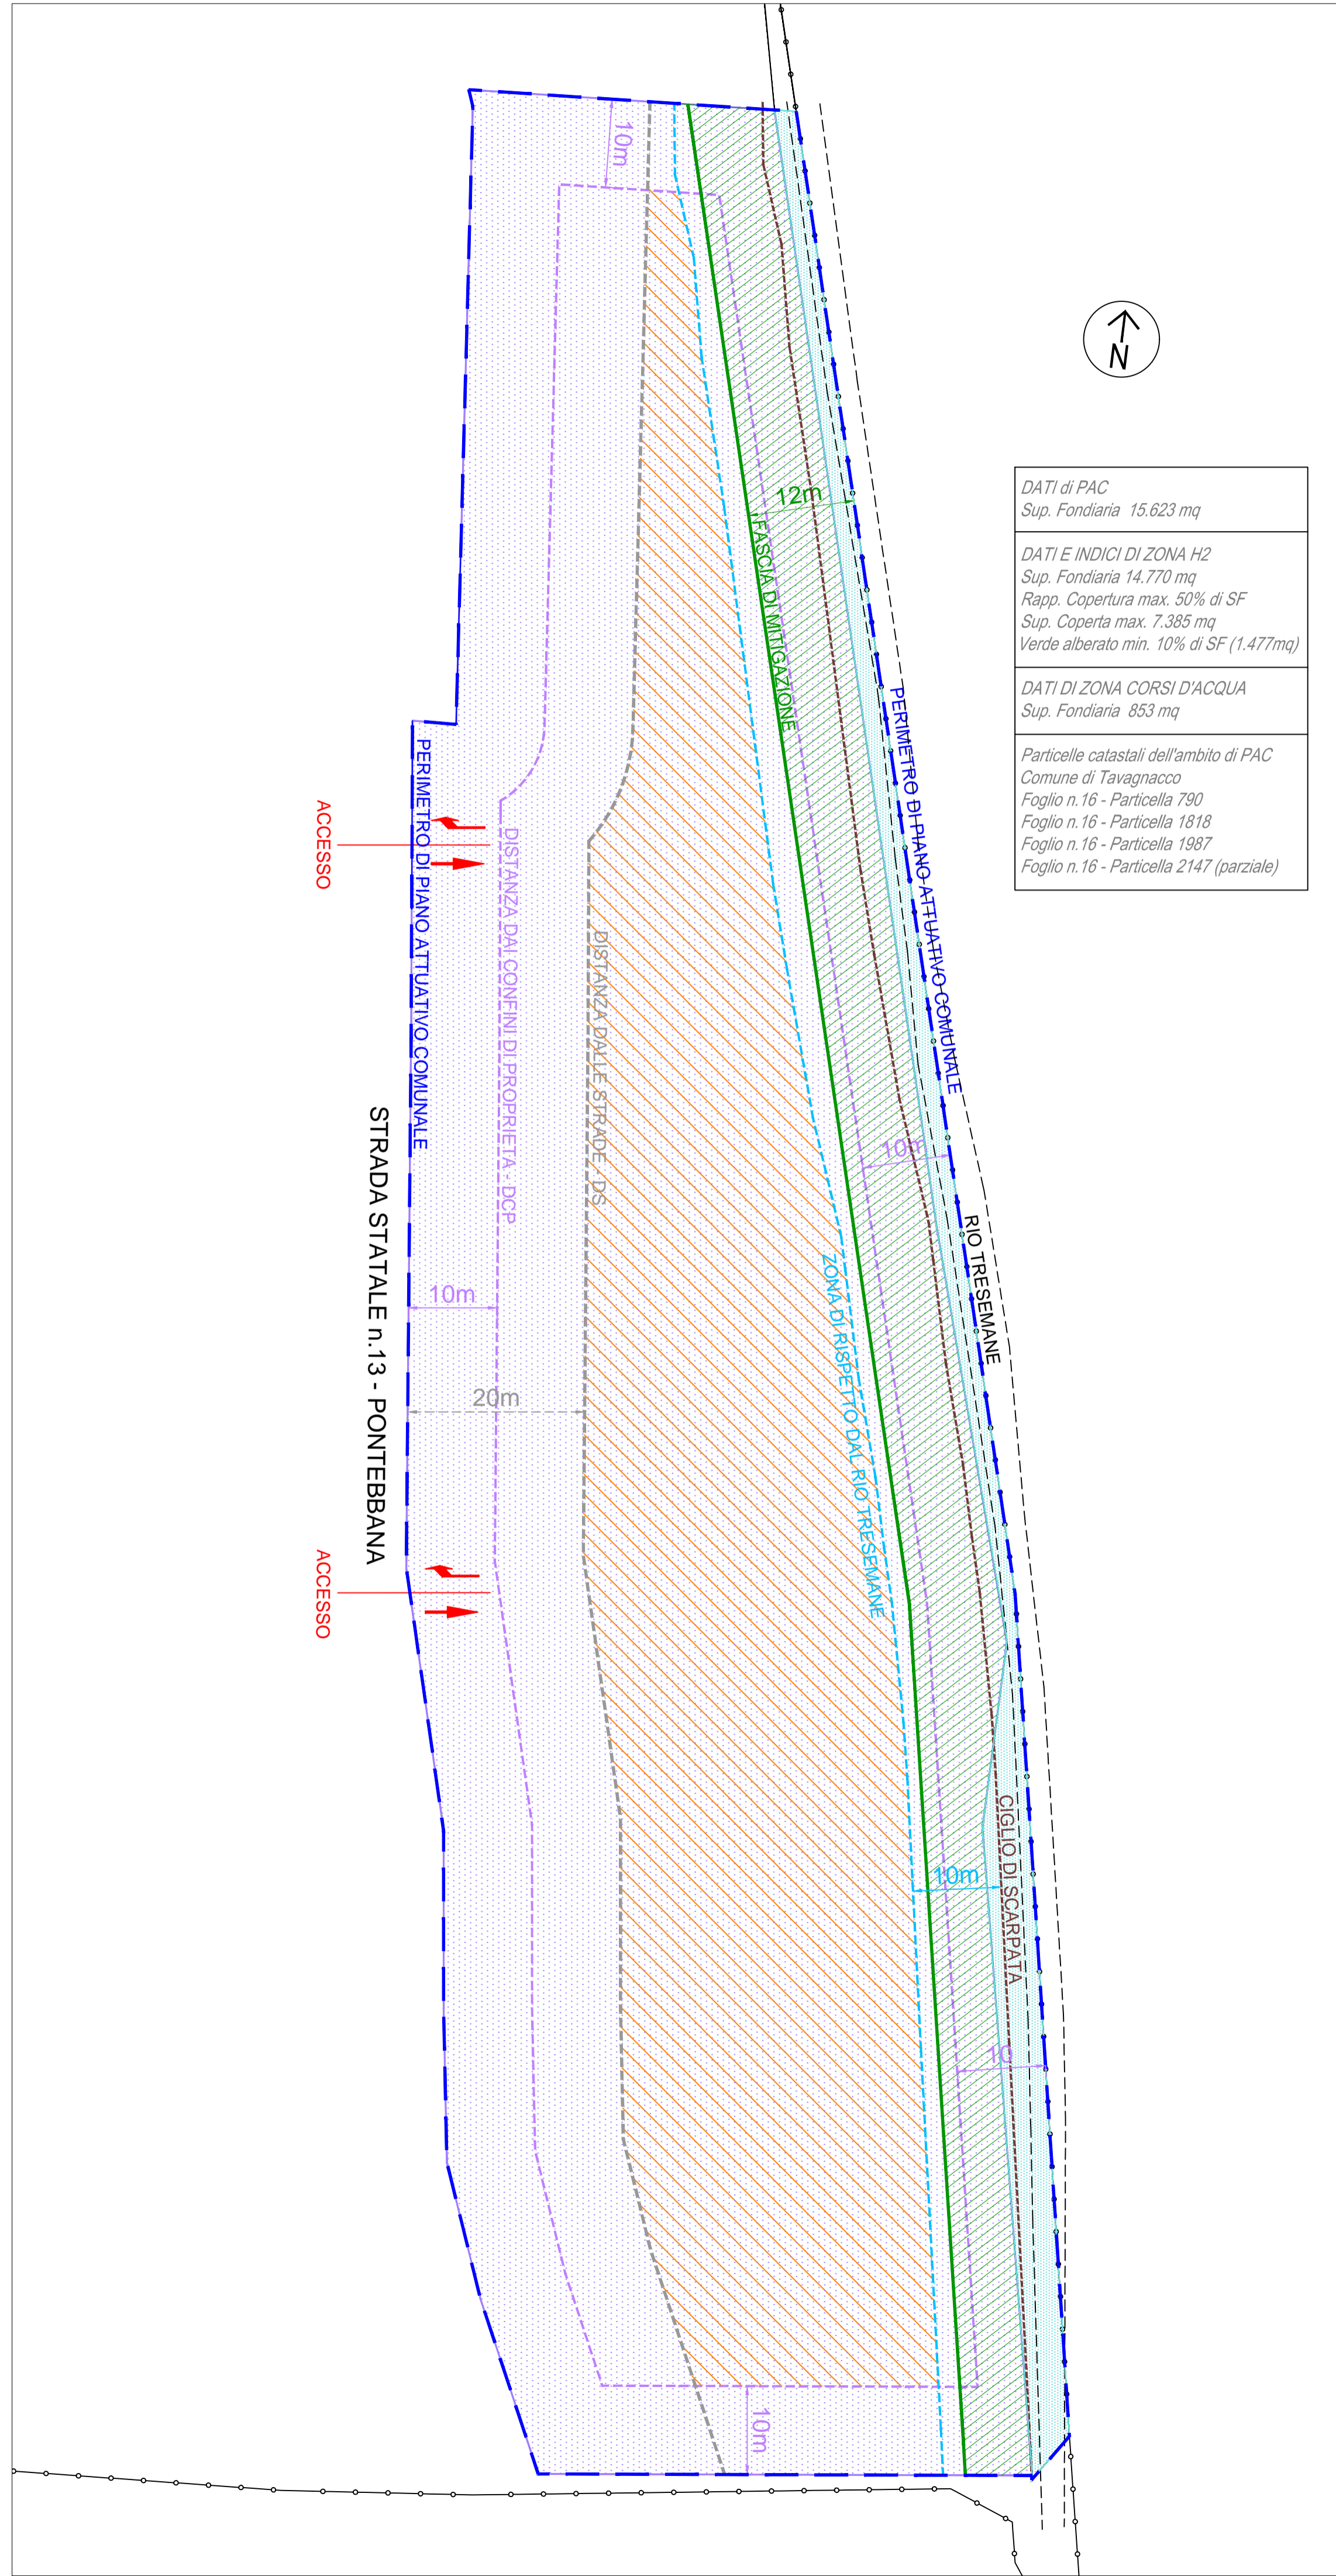 10m
N
DATI di PAC
Sup. Fondiaria 15.623 mq
DATI E INDICI DI ZONA H2
Sup. Fondiaria 14.770 mq
Rapp. Copertura max. 50% di SF
Sup. Coperta max. 7.385 mq
Verde alberato min. 10% di SF (1.477mq)
DATI DI ZONA CORSI D'ACQUA
Sup. Fondiaria 853 mq
Particelle catastali dell'ambito di PAC
Comune di Tavagnacco
Foglio n.16 - Particella 790
Foglio n.16 - Particella 1818
Foglio n.16 - Particella 1987
Foglio n.16 - Particella 2147 (parziale)
12m
FASCIA DI MITIGAZIONE
PERIMETRO DI PIANO ATTUATIVO COMUNALE
PERIMETRO DI PIANO ATTUATIVO COMUNALE
ACCESSO
DISTANZA DAI CONFINI DI PROPRIETA - DCP
DISTANZA DALLE STRADE - DS
STRADA STATALE n.13 - PONTEBBANA
10m
RIO TRESEMANE
ZONA DI RISPETTO DAL RIO TRESEMANE
10m
20m
ACCESSO
CIGLIO DI SCARPATA
10m
10
10m